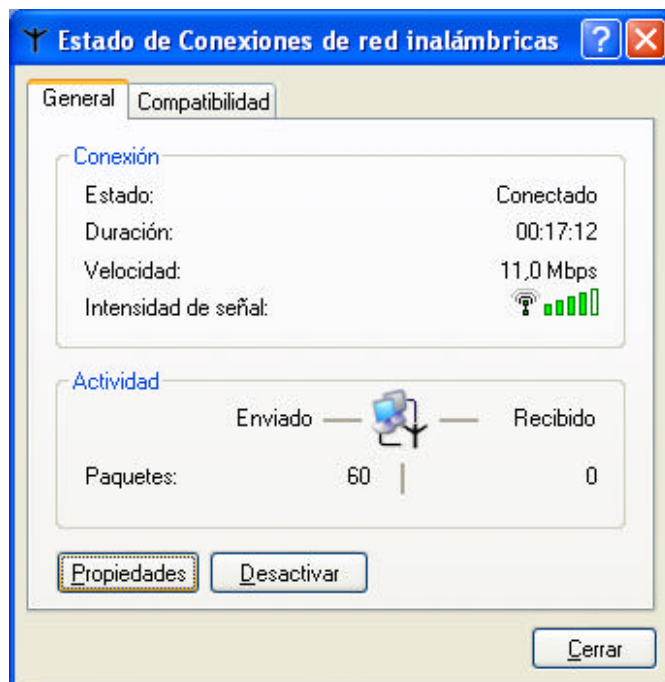 Estado de Conexiones de red inalámbricas
General Compatibilidad
Conexión
Estado: Conectado
Duración: 00:17:12
Velocidad: 11,0 Mbps
Intensidad de señal:
Actividad
Enviado Recibido
Paquetes: 60 0
Propiedades Desactivar
Cerrar